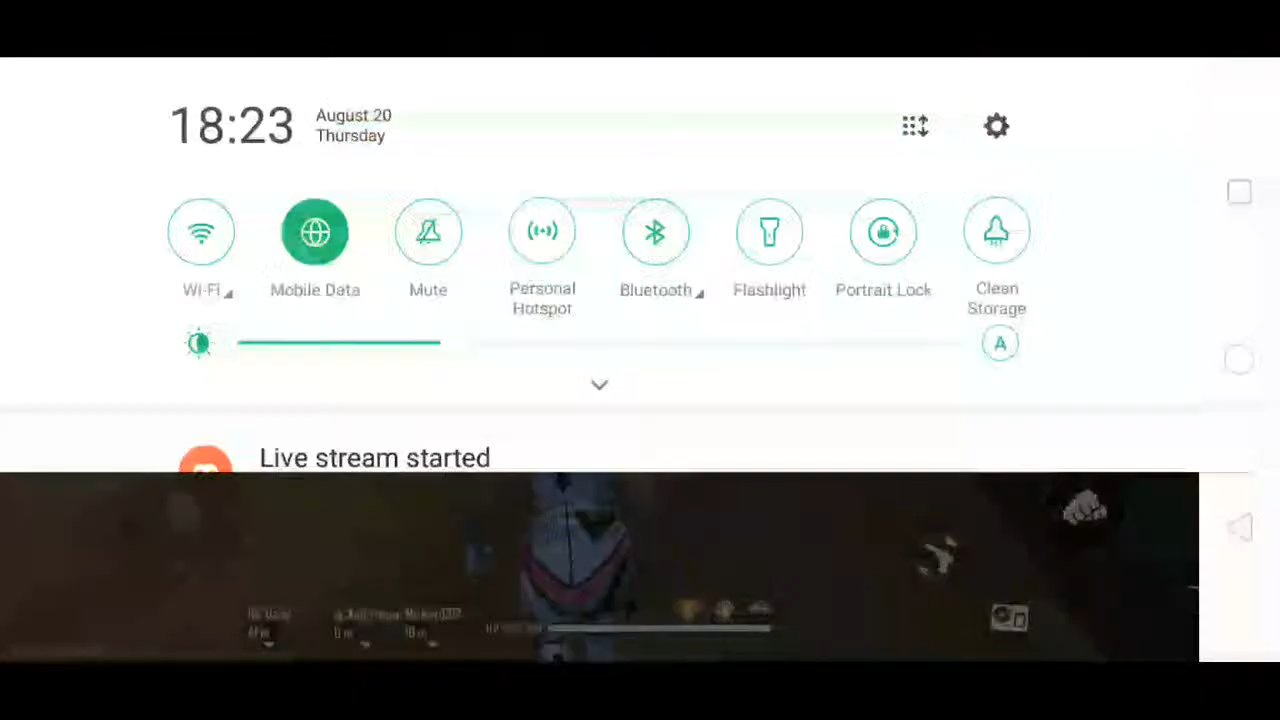 18:23
August 20
Thursday
Wi-Fi
Mobile Data
Mute
Personal
Hotspot
Bluetooth
Flashlight
Portrait Lock
Clean
Storage
A
Live stream started